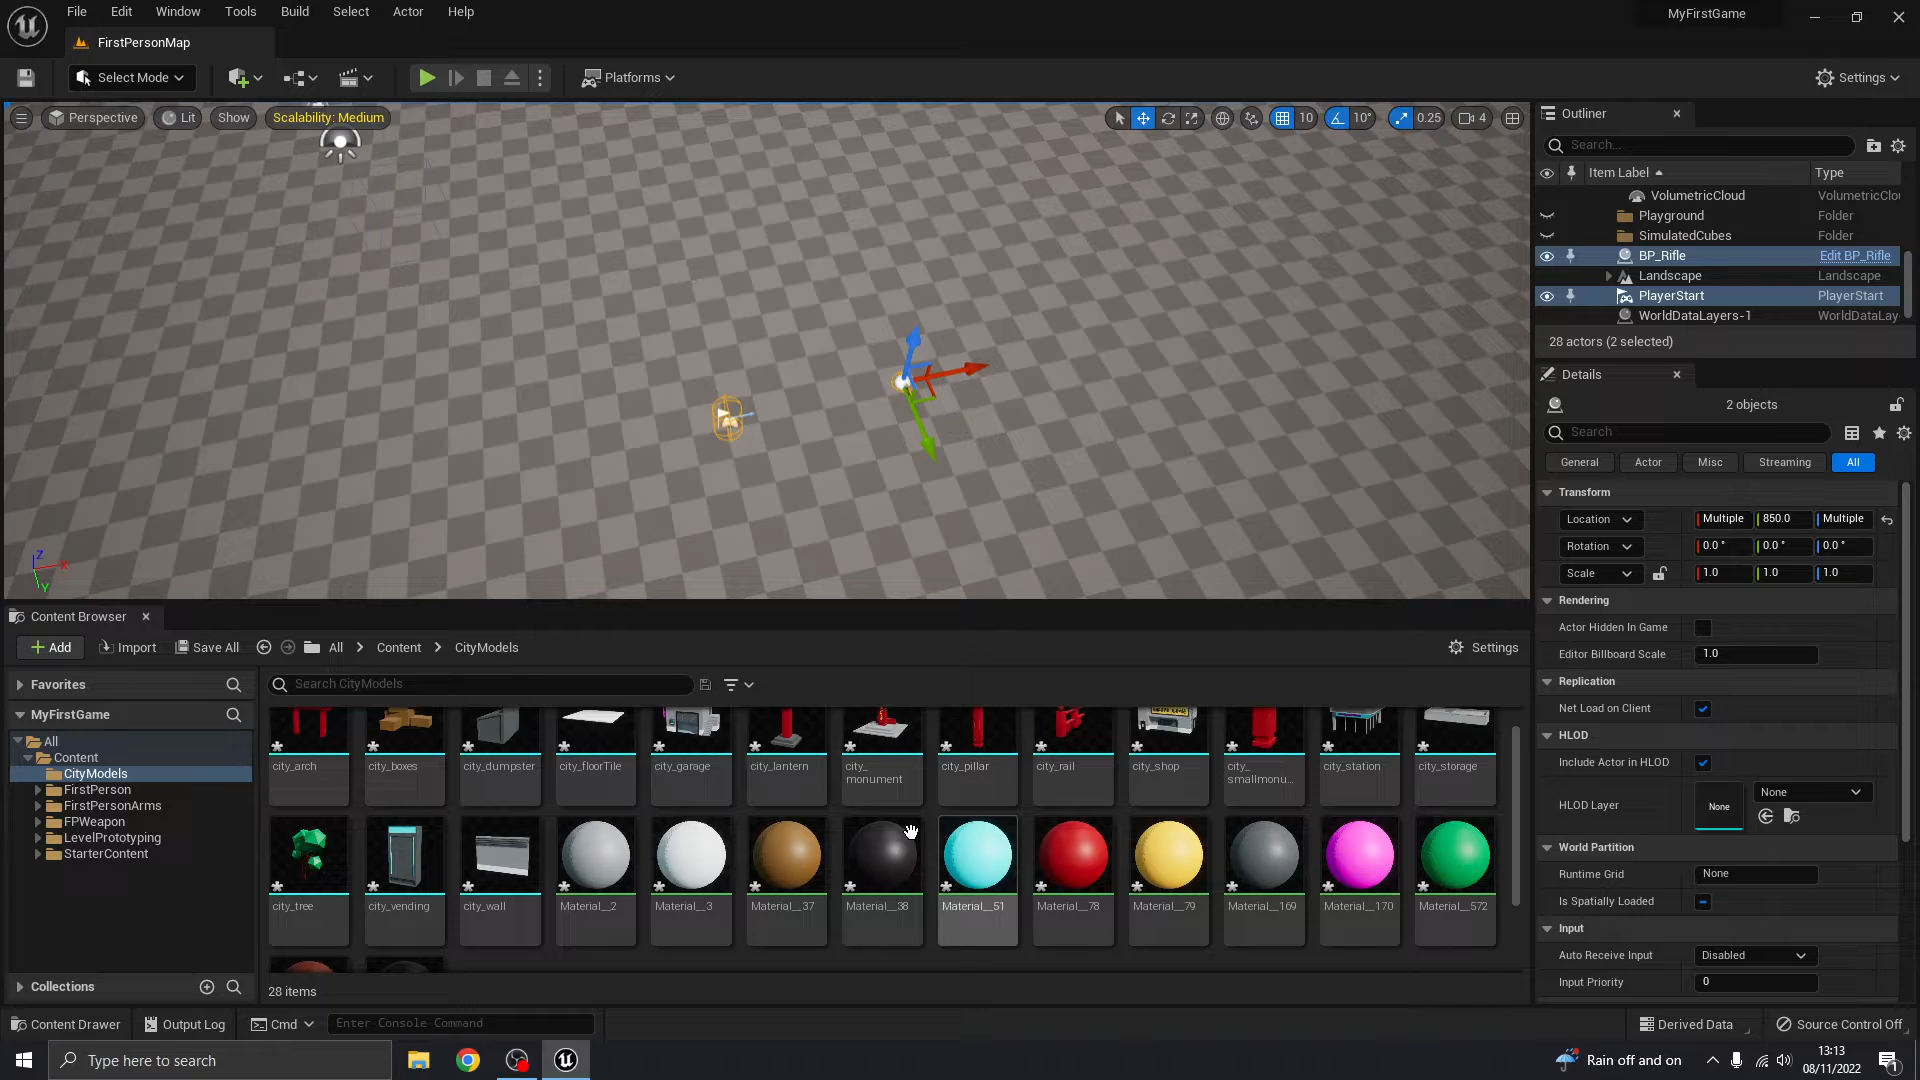 File Edit Window Tools Build Select Actor Help
MyFirstGame
FirstPersonMap
Select Mode
Platforms
Settings
Perspective Lit Show Scalability: Medium
10 10° 0.25 4
Outliner
Search...
Item Label Type
VolumetricCloud VolumetricClo
Playground Folder
SimulatedCubes Folder
BP_Rifle Edit BP_Rifle
Landscape Landscape
PlayerStart PlayerStart
WorldDataLayers-1 WorldDataLay
28 actors (2 selected)
Details
2 objects
Search
General Actor Misc Streaming All
Transform
Location Multiple 850.0 Multiple
Rotation 0.0 ° 0.0 ° 0.0 °
Scale 1.0 1.0 1.0
Rendering
Actor Hidden In Game
Editor Billboard Scale 1.0
Replication
Net Load on Client
HLOD
Include Actor in HLOD
HLOD Layer None None
World Partition
Runtime Grid None
Is Spatially Loaded
Input
Auto Receive Input Disabled
Input Priority 0
Z
X
Y
Content Browser
Add Import Save All All > Content > CityModels Settings
Favorites
Search CityModels
MyFirstGame
All
Content
CityModels
FirstPerson
FirstPersonArms
FPWeapon
LevelPrototyping
StarterContent
Collections
city_arch city_boxes city_dumpster city_floorTile city_garage city_lantern city_monument city_pillar city_rail city_shop city_smallmonu... city_station city_storage
city_tree city_vending city_wall Material__2 Material__3 Material__37 Material__38 Material__51 Material__78 Material__79 Material__169 Material__170 Material__572
28 items
Content Drawer Output Log Cmd Enter Console Command Derived Data Source Control Off
Type here to search
Rain off and on
13:13
08/11/2022
1